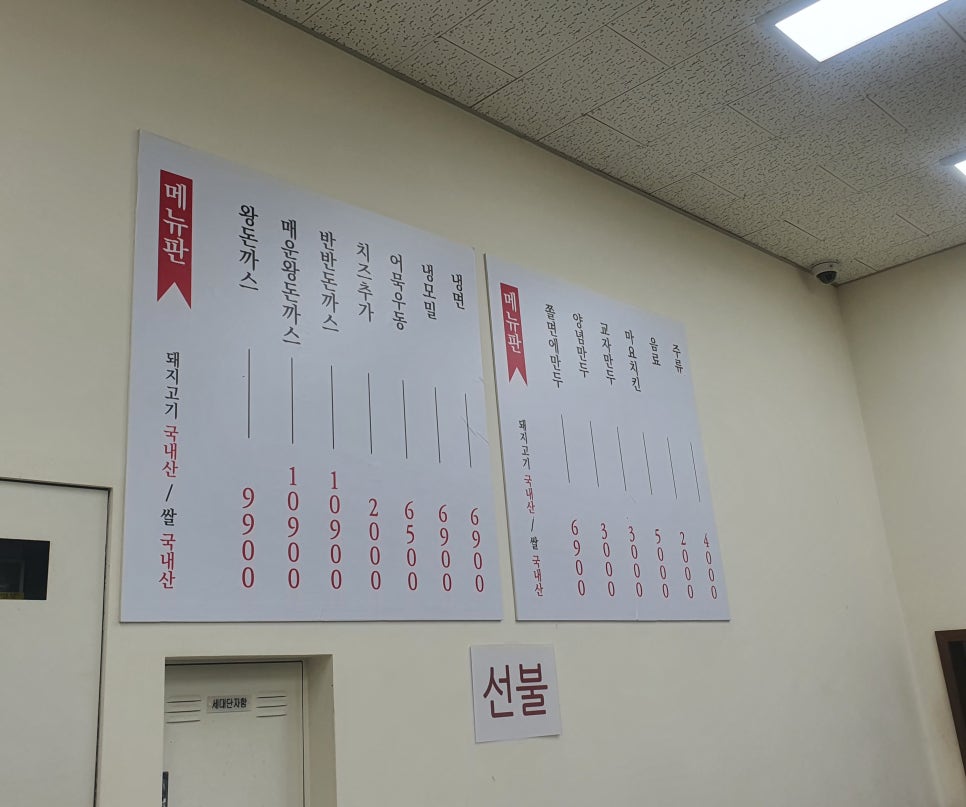 메뉴판
왕돈까스 9900
매운왕돈까스 10900
반반돈까스 10900
치즈추가 2000
어묵우동 6500
냉모밀 6900
냉면 6900
돼지고기 국내산 / 쌀 국내산
메뉴판
쫄면에만두 6900
양념만두 3000
교자만두 3000
마요치킨 5000
음료 2000
주류 4000
돼지고기 국내산 / 쌀 국내산
선불
세대단자함